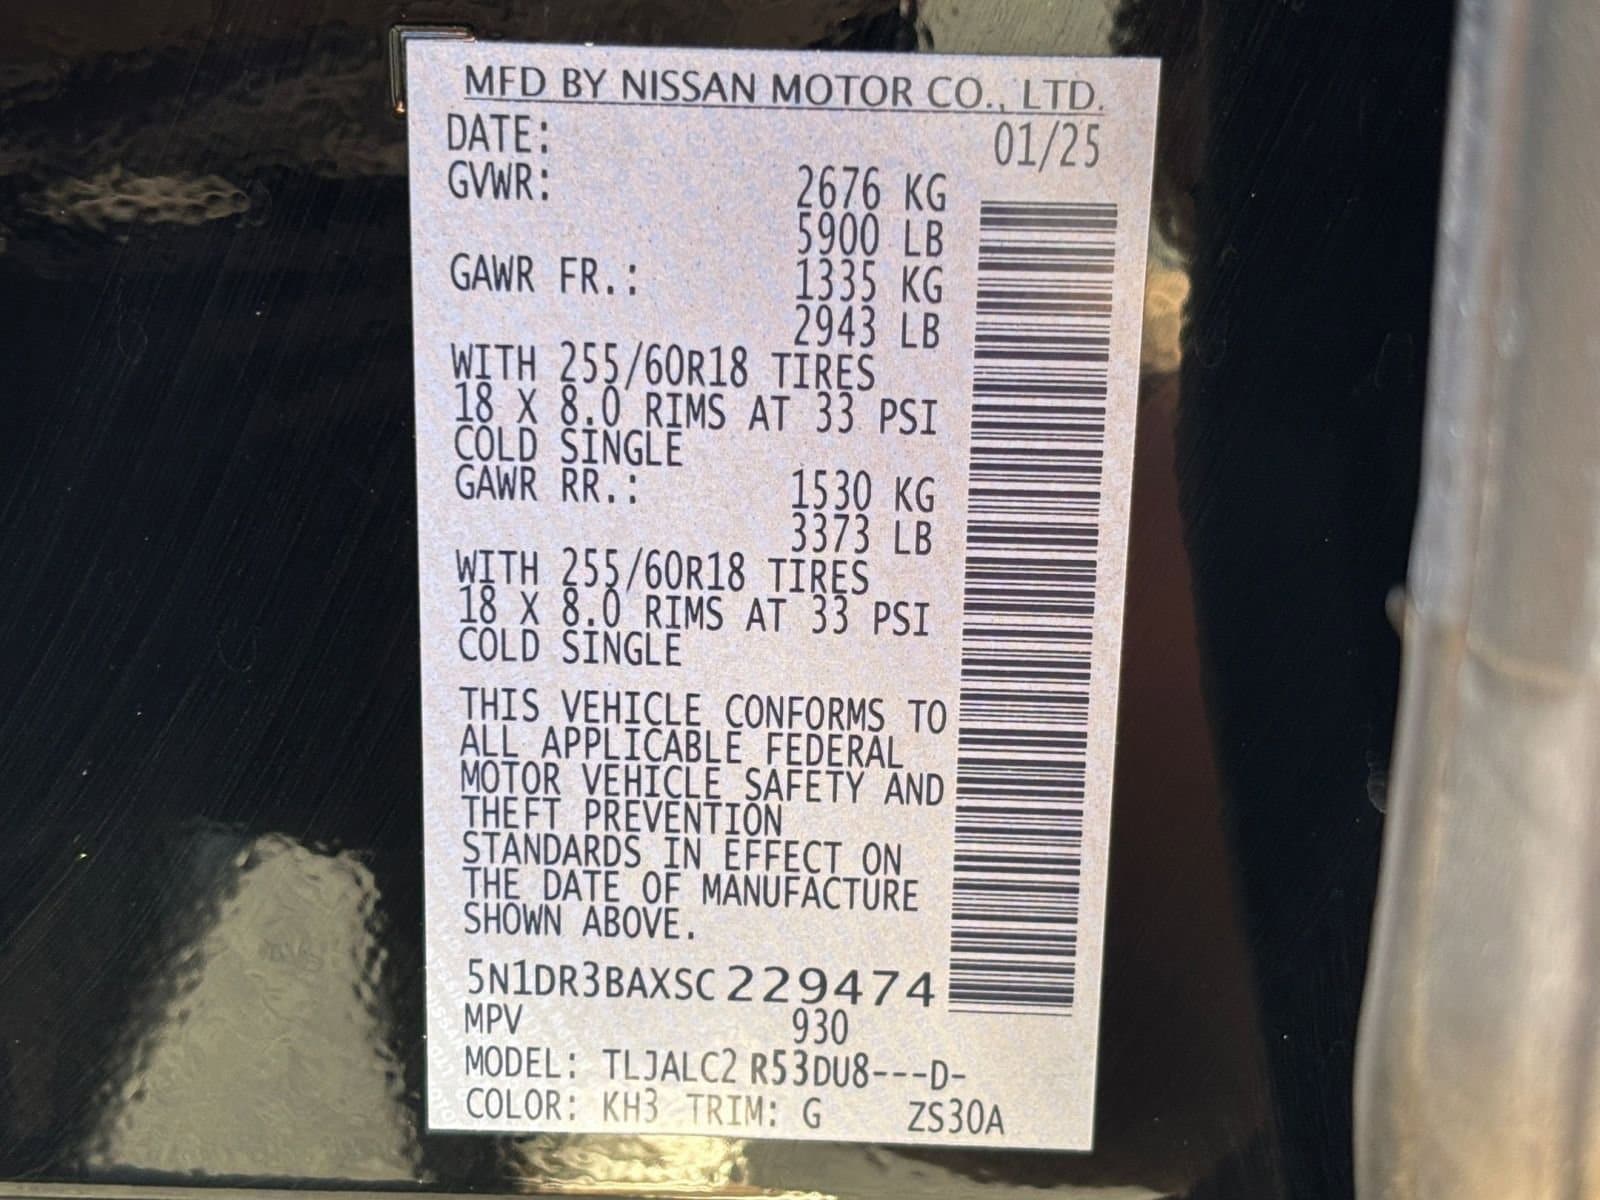 MFD BY NISSAN MOTOR CO., LTD.
DATE: 01/25
GVWR: 2676 KG
5900 LB
GAWR FR.: 1335 KG
2943 LB
WITH 255/60R18 TIRES
18 X 8.0 RIMS AT 33 PSI
COLD SINGLE
GAWR RR.: 1530 KG
3373 LB
WITH 255/60R18 TIRES
18 X 8.0 RIMS AT 33 PSI
COLD SINGLE
THIS VEHICLE CONFORMS TO
ALL APPLICABLE FEDERAL
MOTOR VEHICLE SAFETY AND
THEFT PREVENTION
STANDARDS IN EFFECT ON
THE DATE OF MANUFACTURE
SHOWN ABOVE.
5N1DR3BAXSC229474
MPV 930
MODEL: TLJALC2 R53DU8---D-
COLOR: KH3 TRIM: G ZS30A